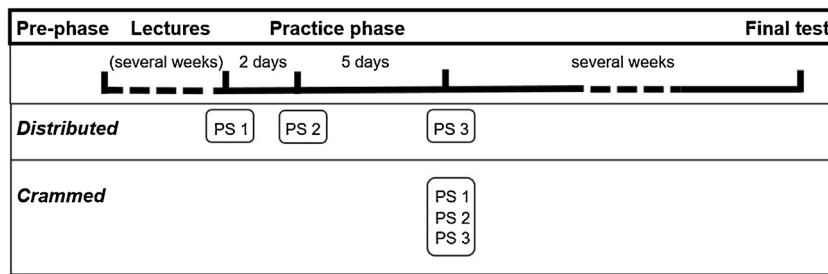 Pre-phase Lectures Practice phase Final test
(several weeks) 2 days 5 days several weeks
Distributed PS 1 PS 2 PS 3
Crammed PS 1
PS 2
PS 3